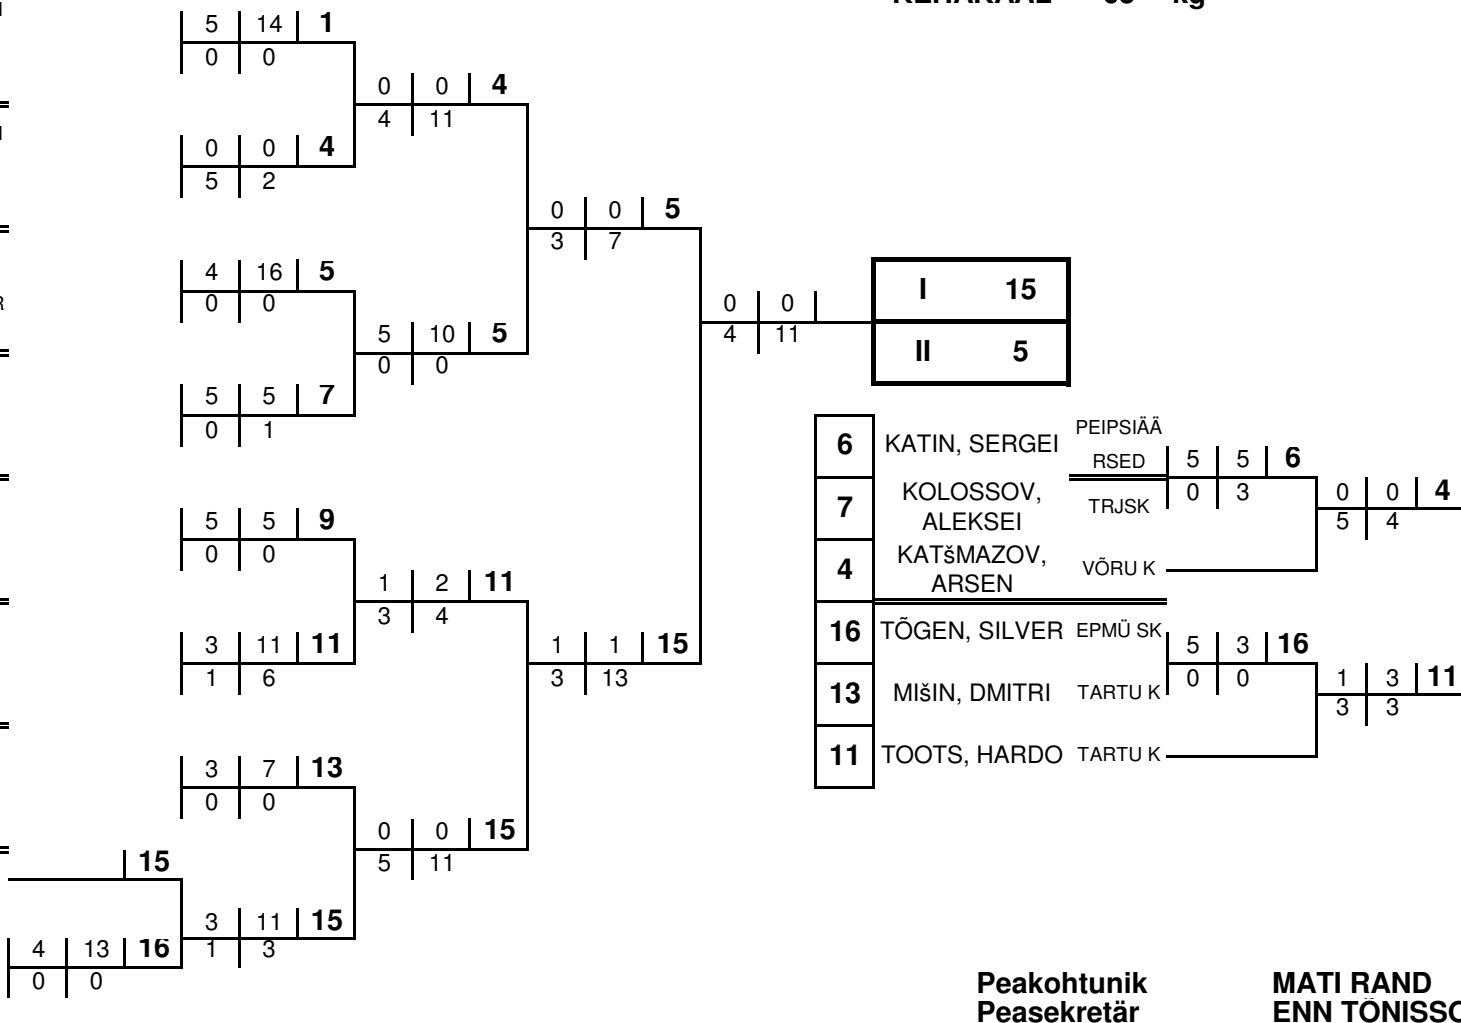 5 14 1
0 0
0 0 4
4 11
0 0 4
5 2
0 0 5
3 7
4 16 5
0 0
I 15
0 0
4 11
5 10 5
0 0
II 5
5 5 7
0 1
6 KATIN, SERGEI PEIPSIÄÄ
RSED
5 5 6
0 3
7 KOLOSSOV,
ALEKSEI
TRJSK
0 0 4
5 4
5 5 9
0 0
4 KATšMAZOV,
ARSEN
VÕRU K
1 2 11
3 4
16 TÕGEN, SILVER EPMÜ SK
5 3 16
0 0
3 11 11
1 6
1 1 15
3 13
13 MIšIN, DMITRI TARTU K
1 3 11
3 3
11 TOOTS, HARDO TARTU K
3 7 13
0 0
0 0 15
5 11
15
3 11 15
1 3
4 13 16
0 0
Peakohtunik MATI RAND
Peasekretär